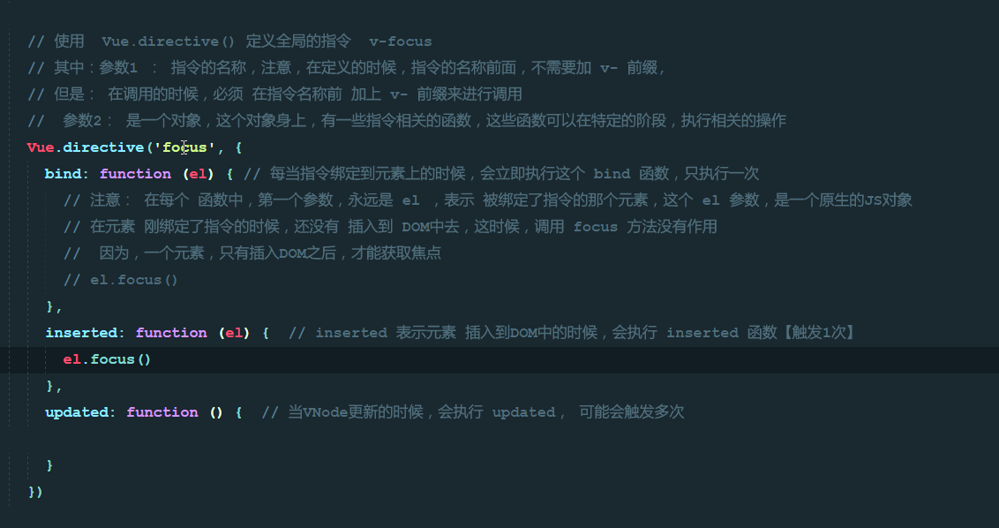 // 使用  Vue.directive() 定义全局的指令  v-focus
// 其中：参数1 ： 指令的名称，注意，在定义的时候，指令的名称前面，不需要加 v- 前缀，
// 但是： 在调用的时候，必须 在指令名称前 加上 v- 前缀来进行调用
//  参数2： 是一个对象，这个对象身上，有一些指令相关的函数，这些函数可以在特定的阶段，执行相关的操作
Vue.directive('focus', {
  bind: function (el) { // 每当指令绑定到元素上的时候，会立即执行这个 bind 函数，只执行一次
    // 注意： 在每个 函数中，第一个参数，永远是 el ，表示 被绑定了指令的那个元素，这个 el 参数，是一个原生的JS对象
    // 在元素 刚绑定了指令的时候，还没有 插入到 DOM中去，这时候，调用 focus 方法没有作用
    //  因为，一个元素，只有插入DOM之后，才能获取焦点
    // el.focus()
  },
  inserted: function (el) {  // inserted 表示元素 插入到DOM中的时候，会执行 inserted 函数【触发1次】
    el.focus()
  },
  updated: function () {  // 当VNode更新的时候，会执行 updated， 可能会触发多次
  }
})